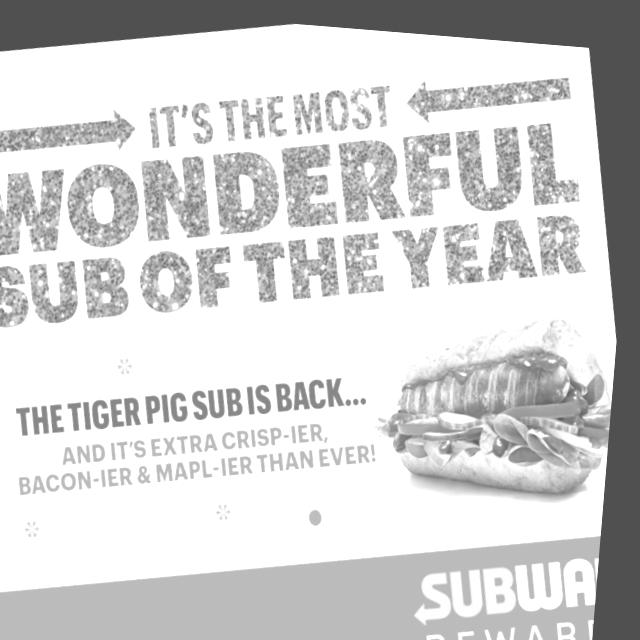 IT'S THE MOST
WONDERFUL
SUB OF THE YEAR
THE TIGER PIG SUB IS BACK...
AND IT'S EXTRA CRISP-IER,
BACON-IER & MAPL-IER THAN EVER!